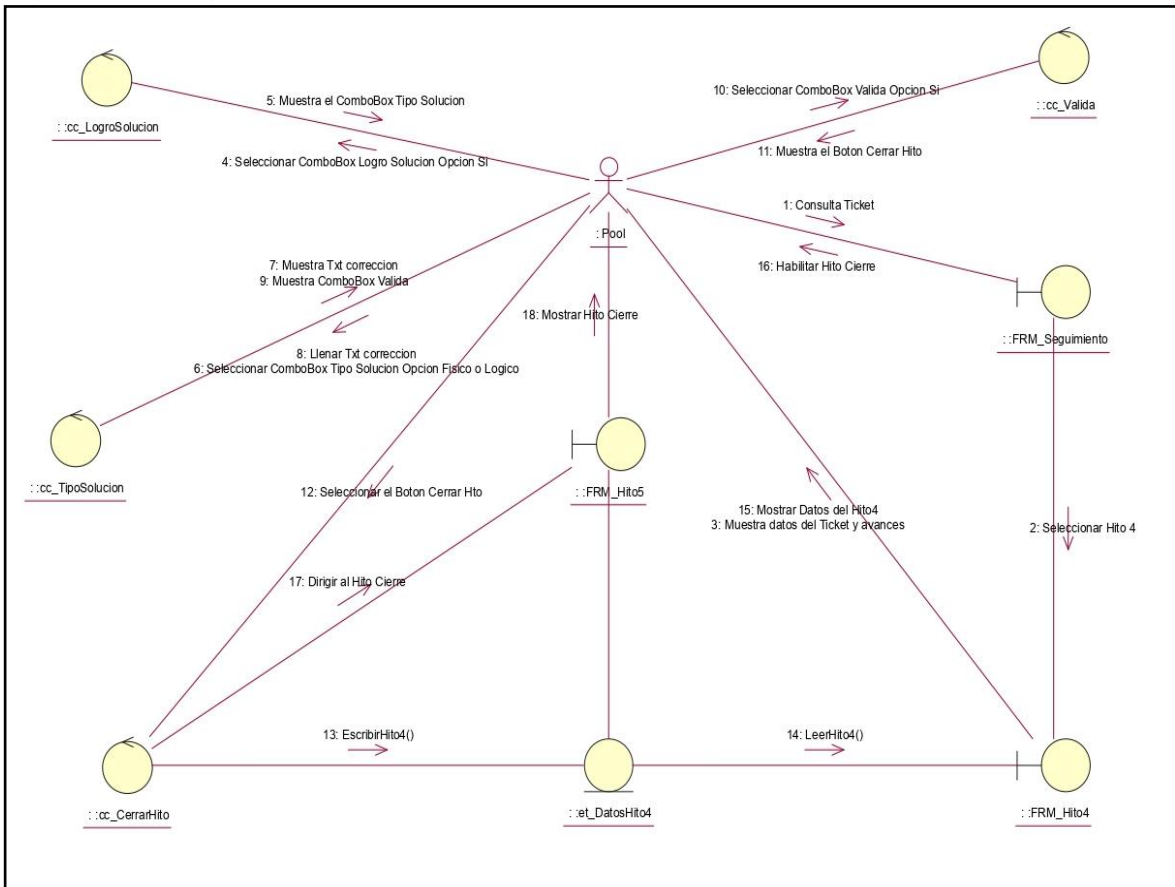 5: Muestra el ComboBox Tipo Solucion
10: Seleccionar ComboBox Valida Opcion Si
: :cc_LogroSolucion
: :cc_Valida
4: Seleccionar ComboBox Logro Solucion Opcion SI
11: Muestra el Boton Cerrar Hito
1: Consulta Ticket
: Pool
7: Muestra Txt correccion
9: Muestra ComboBox Valida
16: Habilitar Hito Cierre
18: Mostrar Hito Cierre
: :FRM_Seguimiento
8: Llenar Txt correccion
6: Seleccionar ComboBox Tipo Solucion Opcion Fisico o Logico
: :cc_TipoSolucion
12: Seleccionar el Boton Cerrar Hto
: :FRM_Hito5
15: Mostrar Datos del Hito4
3: Muestra datos del Ticket y avances
2: Seleccionar Hito 4
17: Dirigir al Hito Cierre
13: EscribirHito4()
14: LeerHito4()
: :cc_CerrarHito
: :et_DatosHito4
: :FRM_Hito4